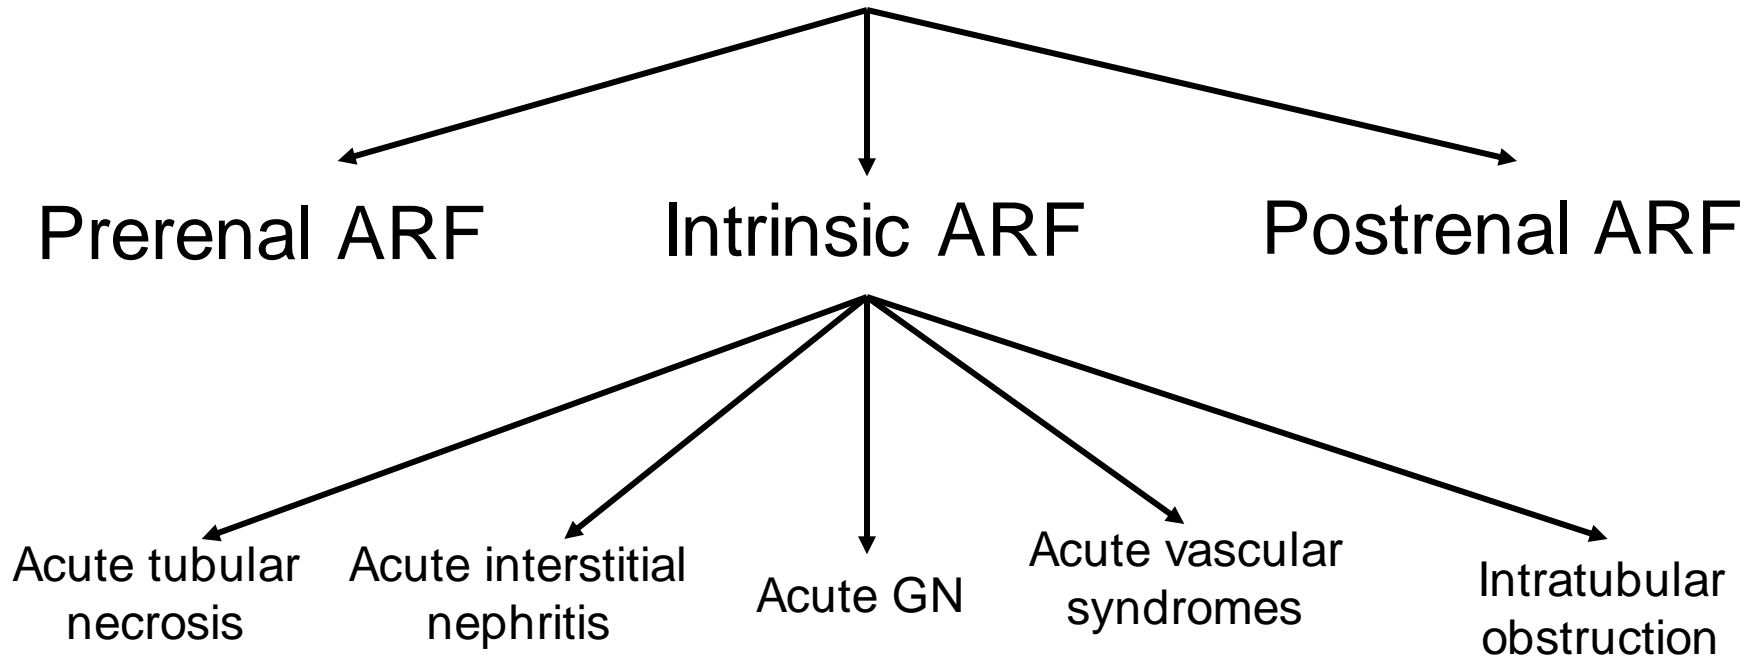 Prerenal ARF
Intrinsic ARF
Postrenal ARF
Acute tubular
necrosis
Acute interstitial
nephritis
Acute GN
Acute vascular
syndromes
Intratubular
obstruction